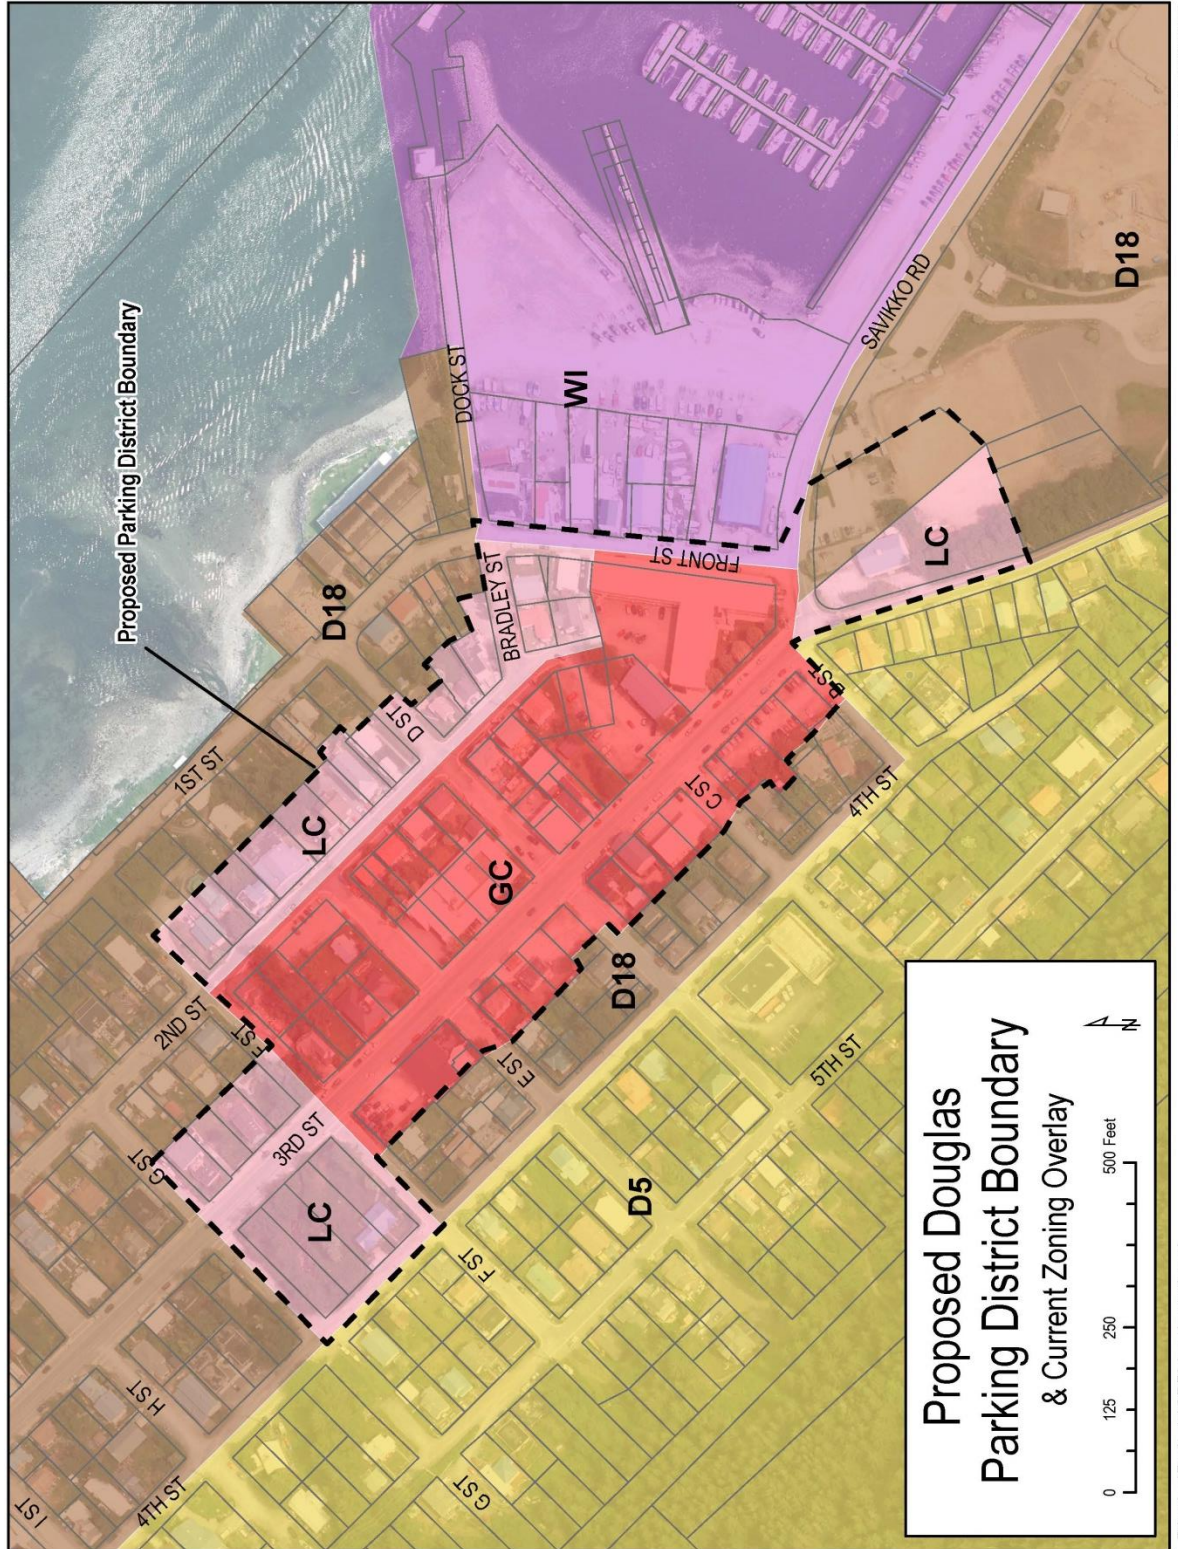 Proposed Parking District Boundary
1ST ST
2ND ST
3RD ST
4TH ST
4TH ST
5TH ST
I ST
H ST
G ST
G ST
F ST
F ST
E ST
D ST
C ST
B ST
BRADLEY ST
DOCK ST
FRONT ST
SAVIKKO RD
D18
D18
D18
LC
LC
LC
GC
WI
D5
Proposed Douglas
Parking District Boundary
& Current Zoning Overlay
0 125 250 500 Feet
N